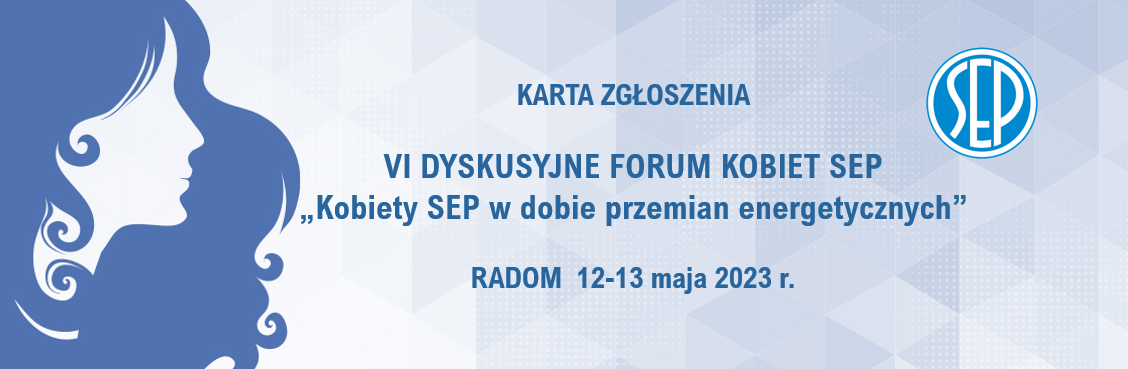 KARTA ZGŁOSZENIA
SEP
VI DYSKUSYJNE FORUM KOBIET SEP
„Kobiety SEP w dobie przemian energetycznych”
RADOM 12-13 maja 2023 r.